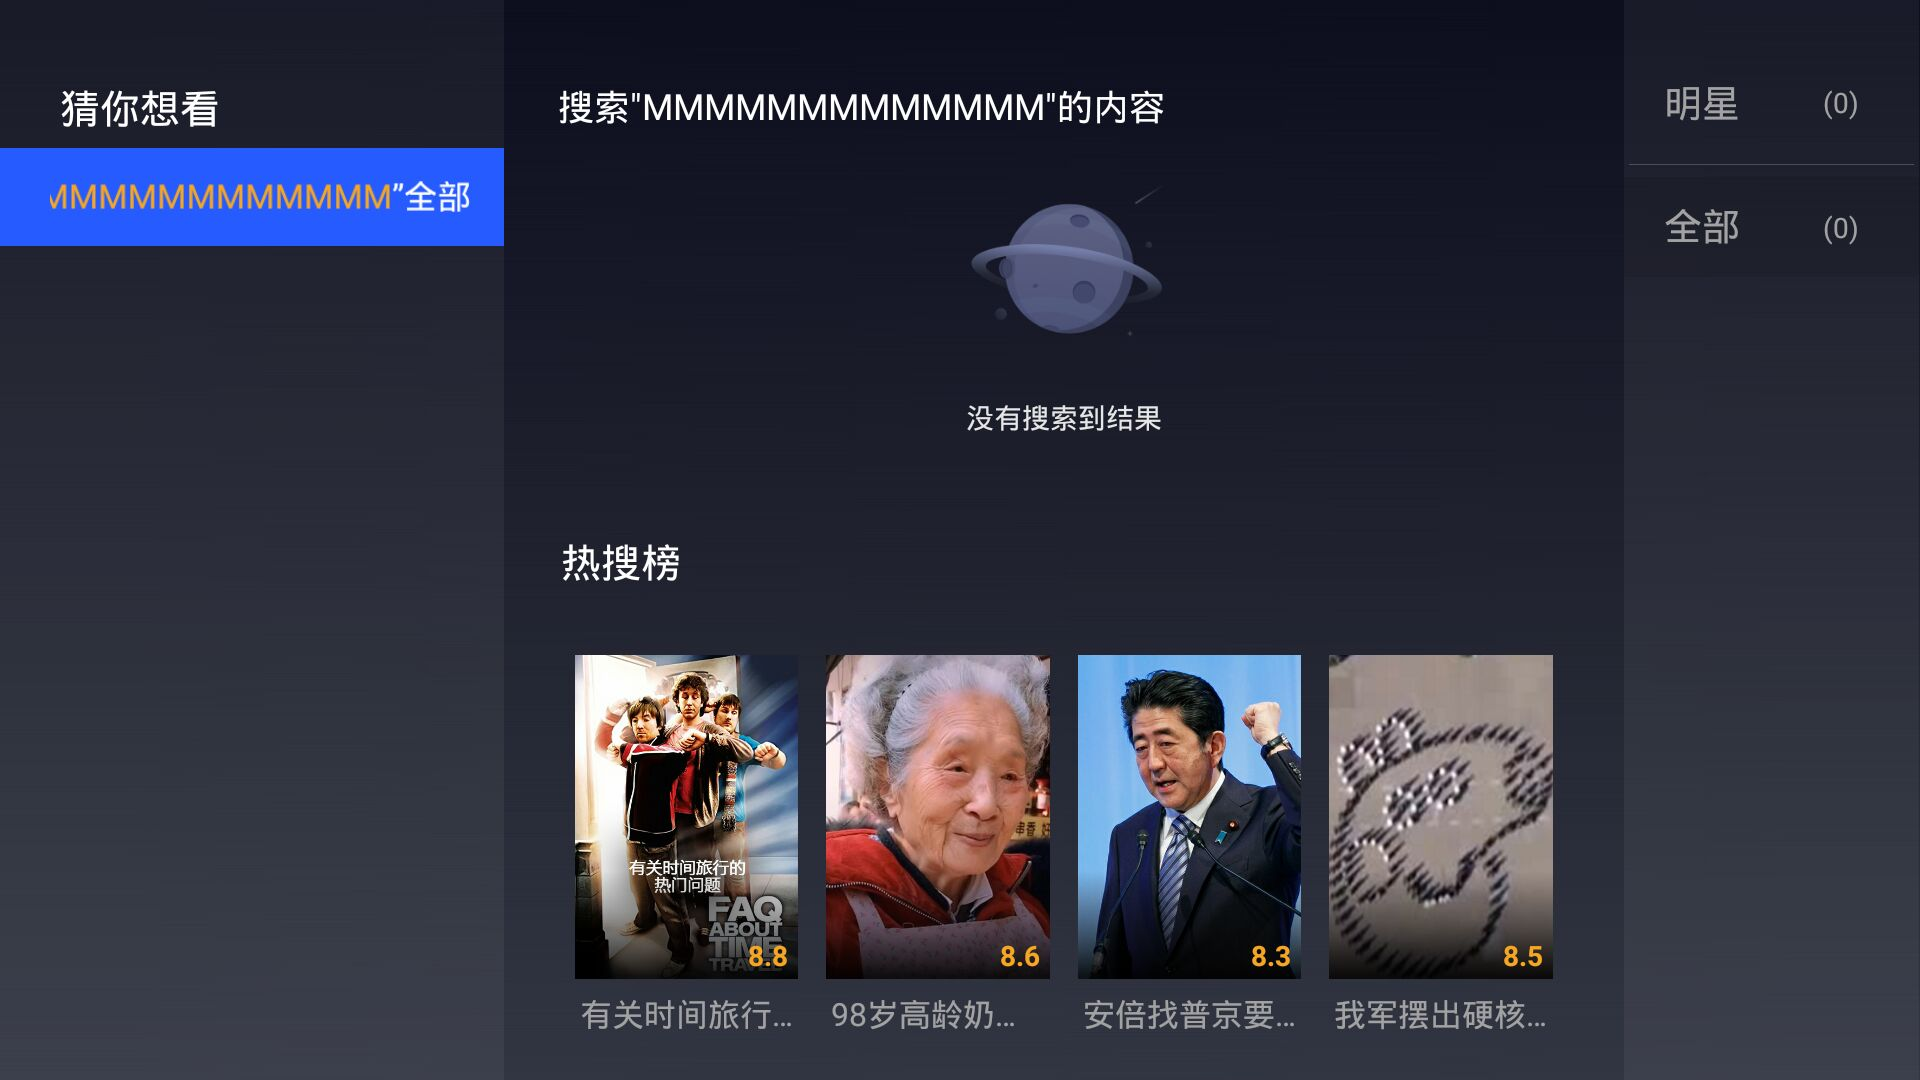 猜你想看
MMMMMMMMMMMM”全部
搜索"MMMMMMMMMMMMM"的内容
没有搜索到结果
明星 (0)
全部 (0)
热搜榜
有关时间旅行的
热门问题
FAQ
ABOUT
TIME
TRAVEL
8.8
8.6
8.3
8.5
有关时间旅行...
98岁高龄奶...
安倍找普京要...
我军摆出硬核...